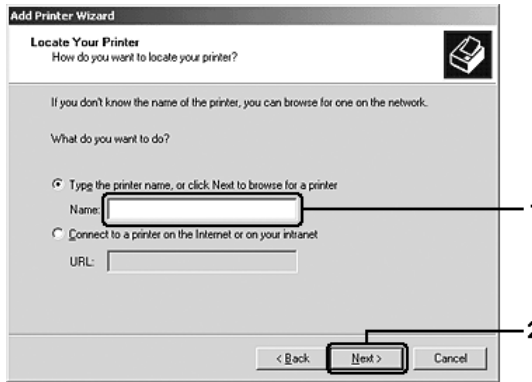 Add Printer Wizard
Locate Your Printer
How do you want to locate your printer?
If you don't know the name of the printer, you can browse for one on the network.
What do you want to do?
Type the printer name, or click Next to browse for a printer
Name:
1
Connect to a printer on the Internet or on your intranet
URL:
2
< Back Next > Cancel